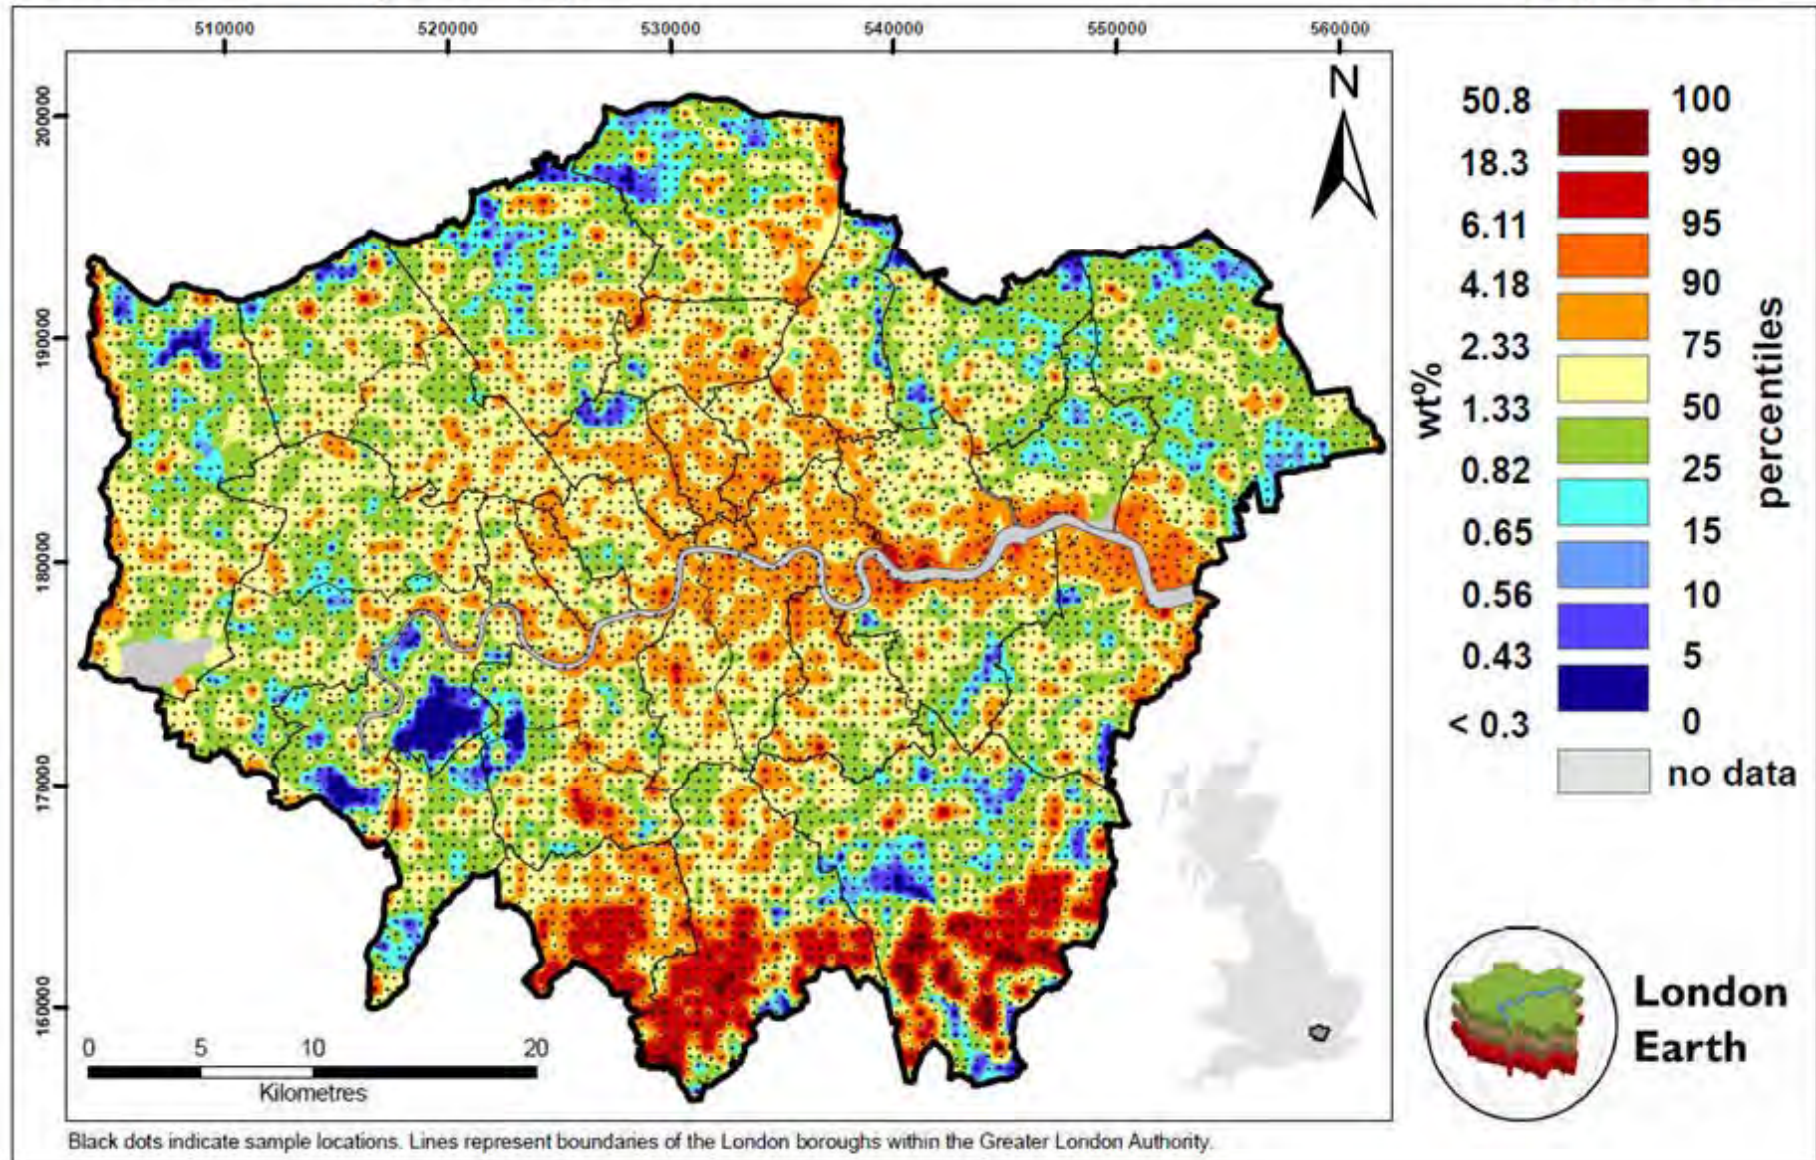 510000 520000 530000 540000 550000 560000
200000
190000
180000
170000
160000
N
50.8 100
18.3 99
6.11 95
4.18 90
2.33 75
1.33 50
0.82 25
0.65 15
0.56 10
0.43 5
< 0.3 0
no data
wt%
percentiles
London
Earth
0 5 10 20
Kilometres
Black dots indicate sample locations. Lines represent boundaries of the London boroughs within the Greater London Authority.